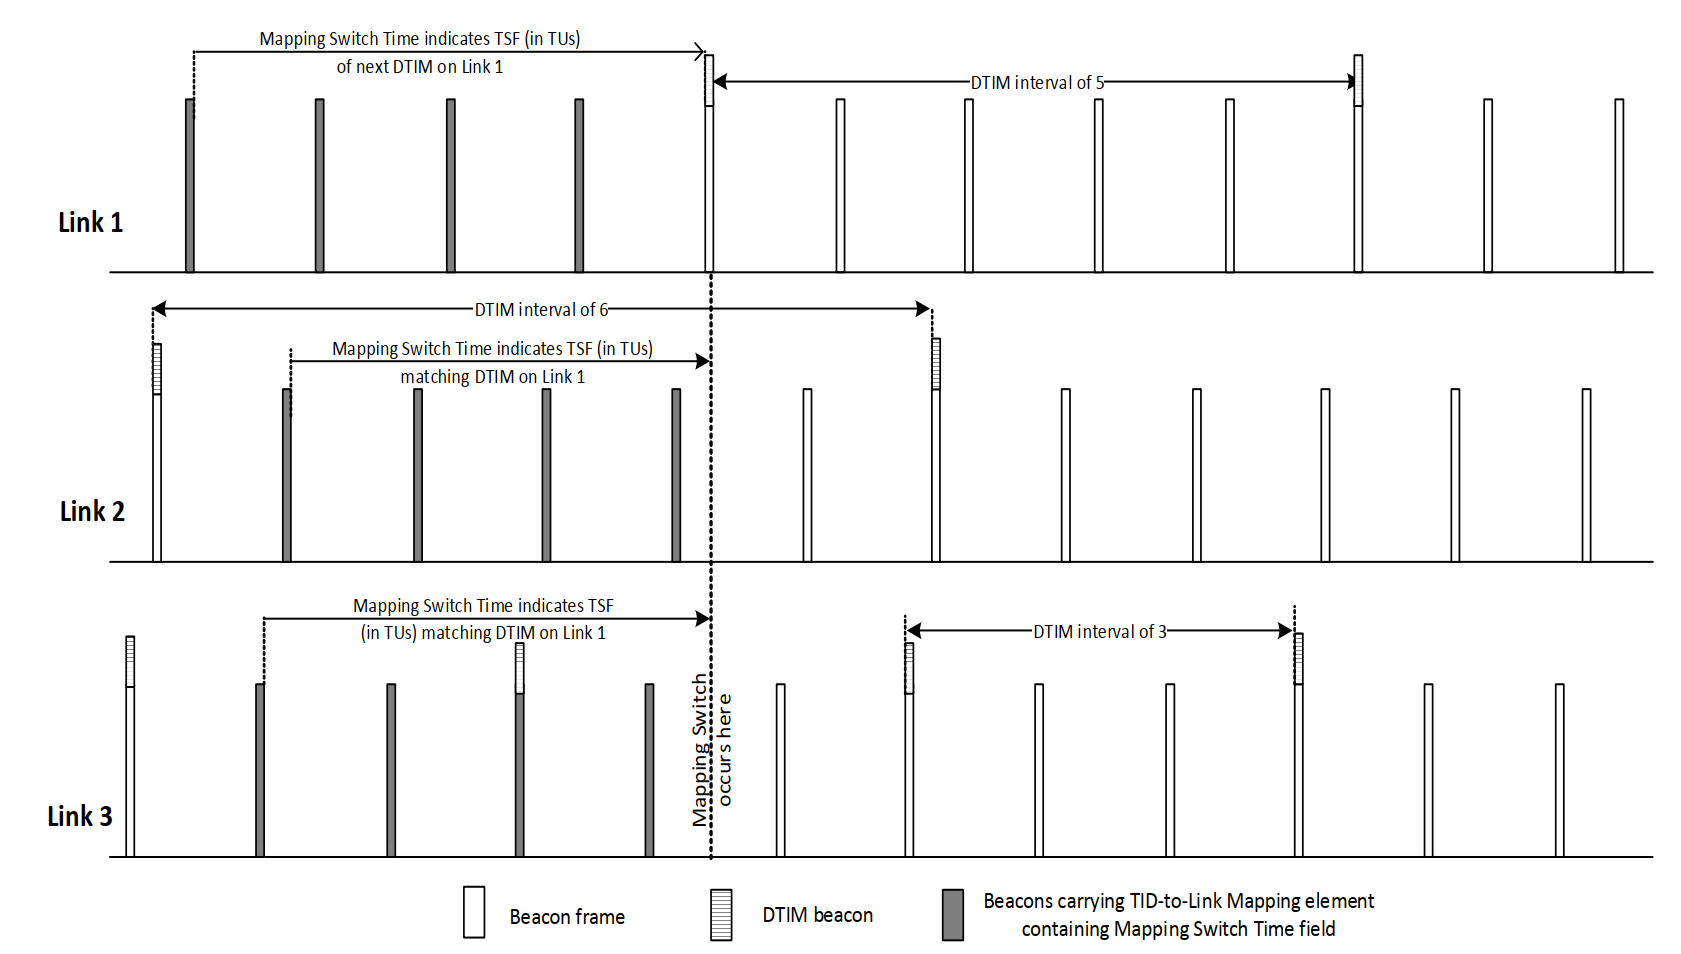 Mapping Switch Time indicates TSF (in TUs)
of next DTIM on Link 1
DTIM interval of 5
Link 1
DTIM interval of 6
Mapping Switch Time indicates TSF (in TUs)
matching DTIM on Link 1
Link 2
Mapping Switch Time indicates TSF
(in TUs) matching DTIM on Link 1
DTIM interval of 3
Mapping Switch
occurs here
Link 3
Beacon frame
DTIM beacon
Beacons carrying TID-to-Link Mapping element
containing Mapping Switch Time field